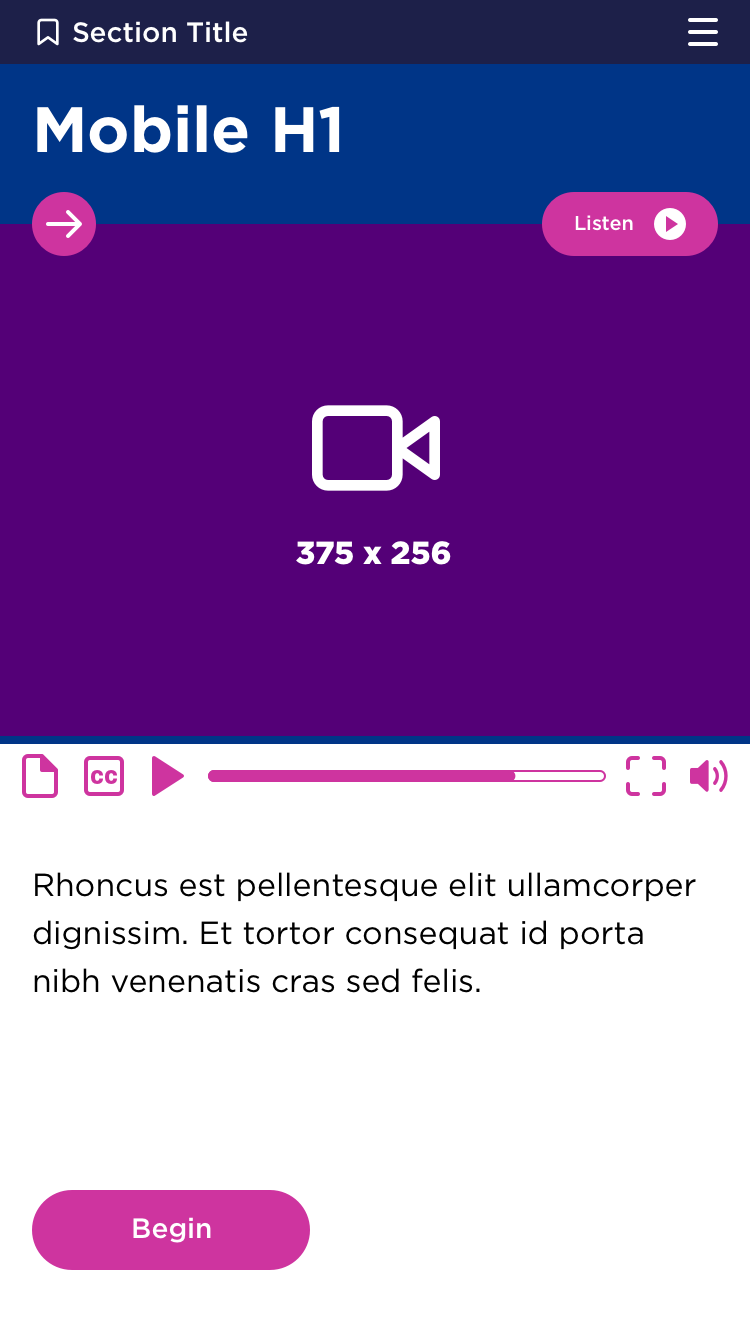 Section Title
Mobile H1
Listen
375 x 256
CC
Rhoncus est pellentesque elit ullamcorper
dignissim. Et tortor consequat id porta
nibh venenatis cras sed felis.
Begin